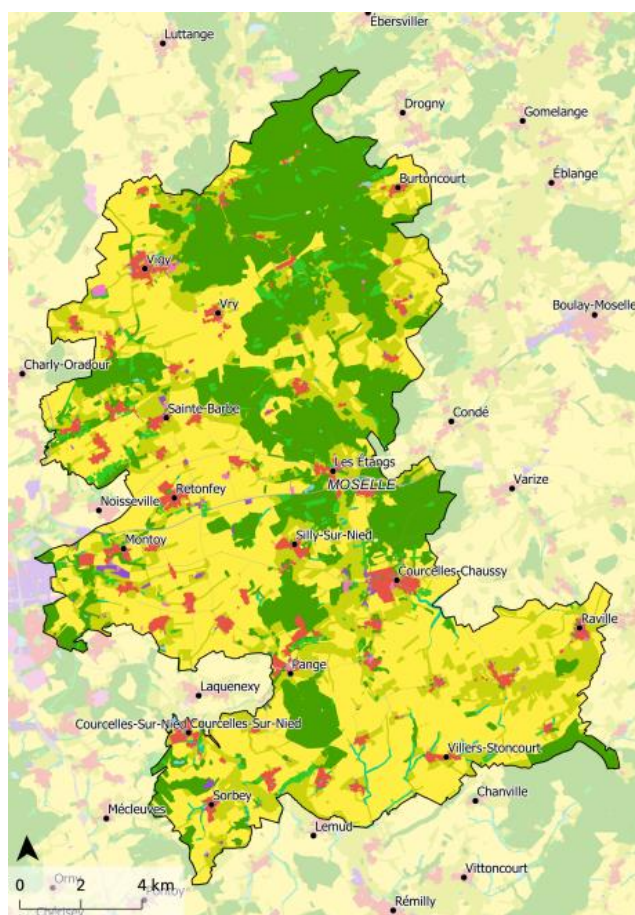 Ébersviller
Luttange
Drogny
Gomelange
Éblange
Burtoncourt
Vigy
Vry
Boulay-Moselle
Charly-Oradour
Sainte-Barbe
Condé
Les Étangs
MOSELLE
Varize
Retonfey
Noisseville
Silly-Sur-Nied
Montoy
Courcelles-Chaussy
Raville
Pange
Laquenexy
Courcelles-Sur-Nied Courcelles-Sur-Nied
Villers-Stoncourt
Sorbey
Chanville
Mécleuves
Lemud
Orny
0 2 4 km
Vittoncourt
Rémilly